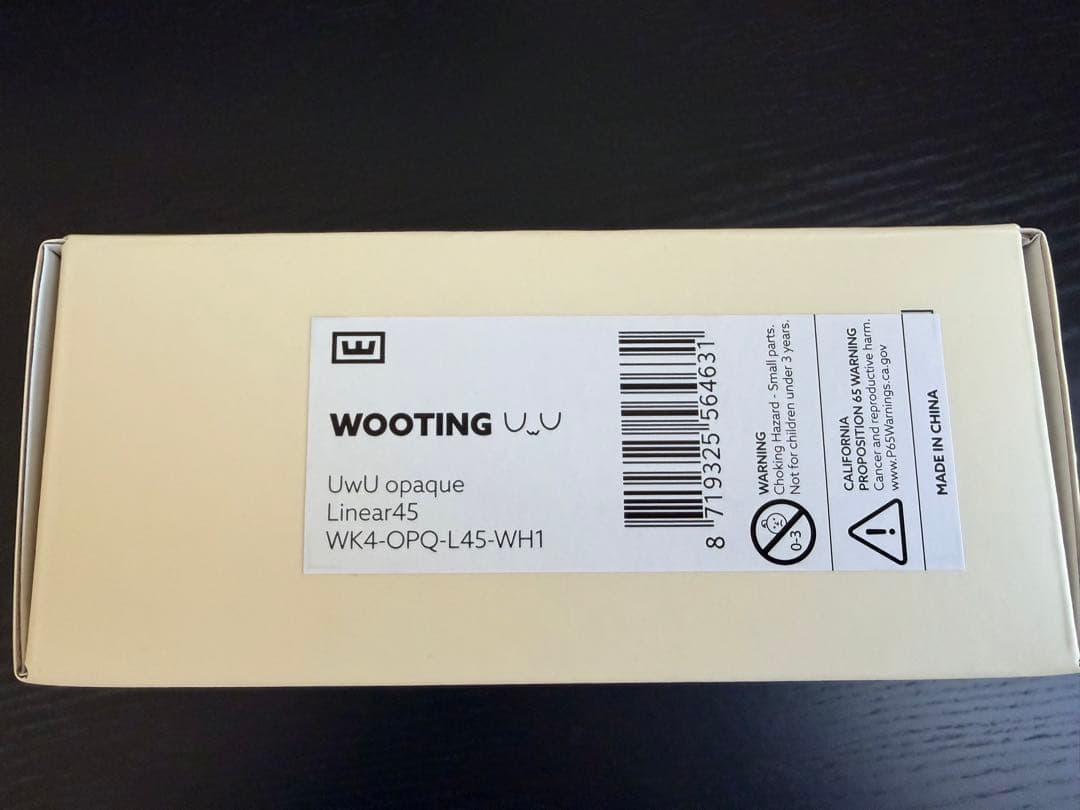 WOOTING UwU
UwU opaque
Linear45
WK4-OPQ-L45-WH1
8 719325 564631
0-3
WARNING
Choking Hazard - Small parts.
Not for children under 3 years.
CALIFORNIA
PROPOSITION 65 WARNING
Cancer and reproductive harm.
www.P65Warnings.ca.gov
MADE IN CHINA